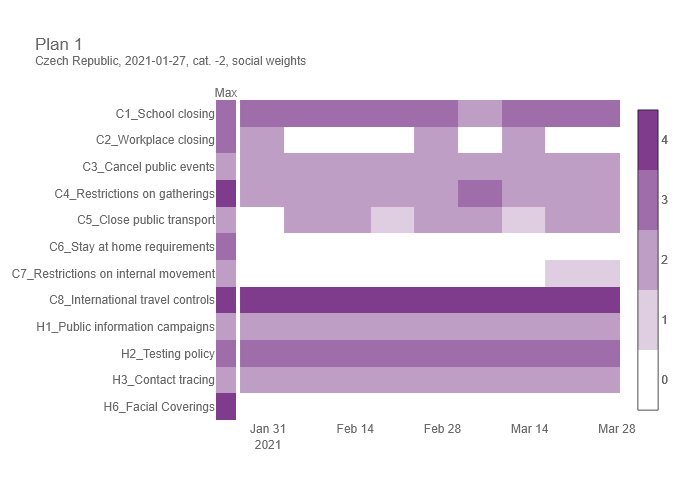 Plan 1
Czech Republic, 2021-01-27, cat. -2, social weights
Max
C1_School closing
C2_Workplace closing
C3_Cancel public events
C4_Restrictions on gatherings
C5_Close public transport
C6_Stay at home requirements
C7_Restrictions on internal movement
C8_International travel controls
H1_Public information campaigns
H2_Testing policy
H3_Contact tracing
H6_Facial Coverings
Jan 31 Feb 14 Feb 28 Mar 14 Mar 28
2021
4
3
2
1
0